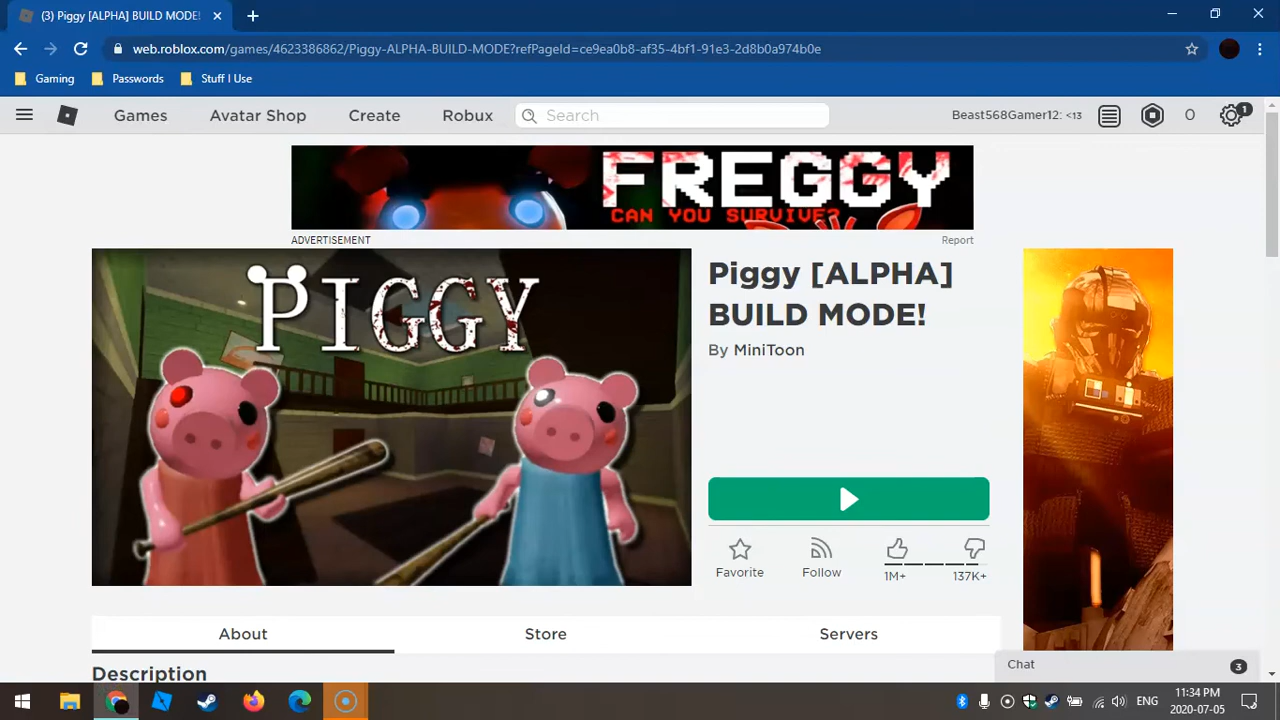 (3) Piggy [ALPHA] BUILD MODE!
web.roblox.com/games/4623386862/Piggy-ALPHA-BUILD-MODE?refPageId=ce9ea0b8-af35-4bf1-91e3-2d8b0a974b0e
Gaming Passwords Stuff I Use
Games Avatar Shop Create Robux Search Beast568Gamer12: <13 0 1
FREGGY
CAN YOU SURVIVE?
ADVERTISEMENT Report
PIGGY
Piggy [ALPHA]
BUILD MODE!
By MiniToon
Favorite Follow 1M+ 137K+
About Store Servers
Description
Chat 3
ENG 11:34 PM
2020-07-05